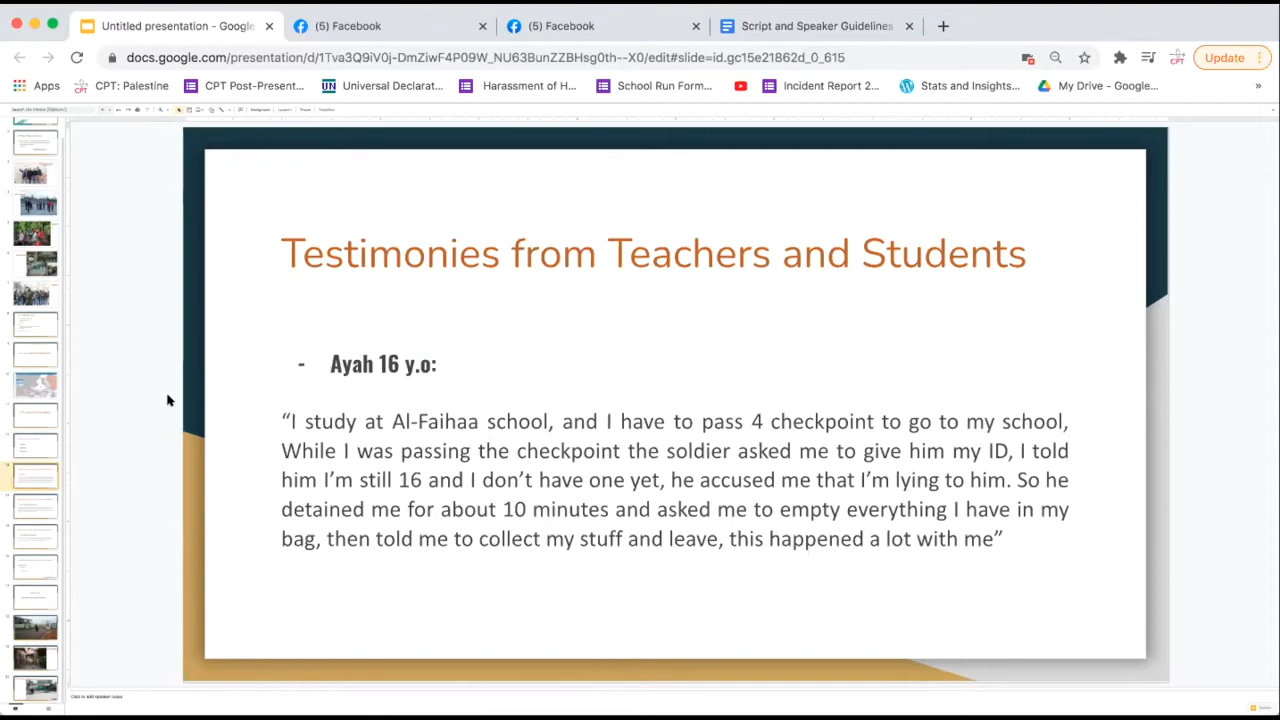 Untitled presentation - Google
(5) Facebook
(5) Facebook
Script and Speaker Guidelines
docs.google.com/presentation/d/1Tva3Q9iV0j-DmZiwF4P09W_NU63BunZZBHsg0th--X0/edit#slide=id.gc15e21862d_0_615
Update
Apps
CPT: Palestine
CPT Post-Present...
Universal Declarat...
Harassment of H...
School Run Form...
Incident Report 2...
Stats and Insights...
My Drive - Google...
»
Testimonies from Teachers and Students
- Ayah 16 y.o:
“I study at Al-Faihaa school, and I have to pass 4 checkpoint to go to my school,
While I was passing the checkpoint the soldier asked me to give him my ID, I told
him I’m still 16 and I don’t have one yet, he accused me that I’m lying to him. So he
detained me for about 10 minutes and asked me to empty everything I have in my
bag, then told me to collect my stuff and leave, this happened a lot with me”
Click to add speaker notes